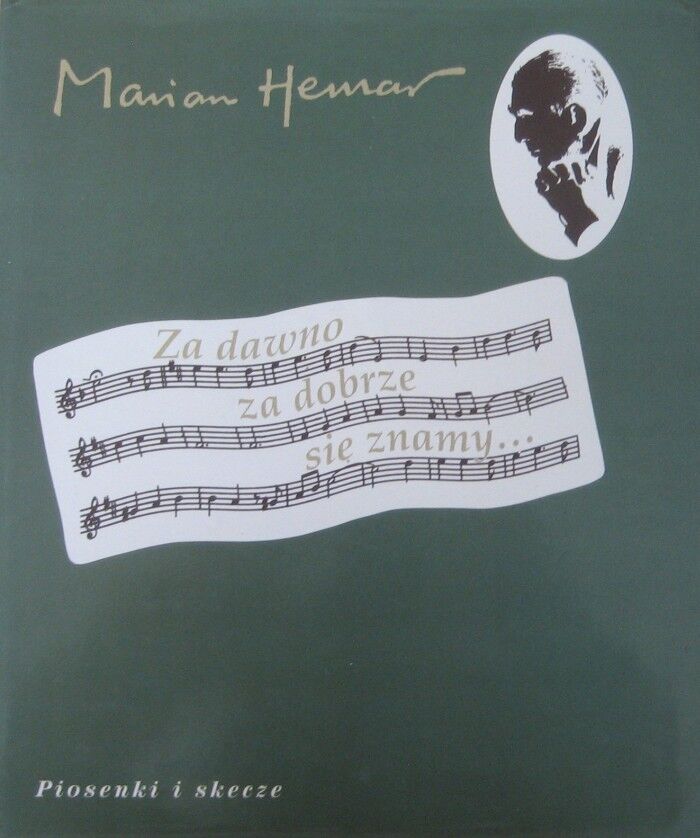 Marian Hemar
Za dawno
za dobrze
się znamy...
Piosenki i skecze